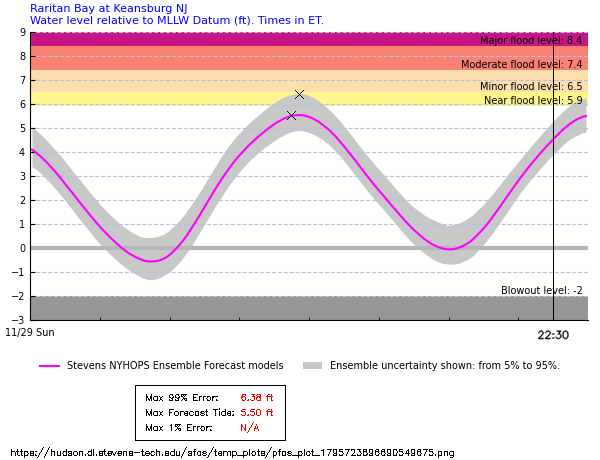 Raritan Bay at Keansburg NJ
Water level relative to MLLW Datum (ft). Times in ET.
9
Major flood level: 8.4
8
Moderate flood level: 7.4
7
Minor flood level: 6.5
6
Near flood level: 5.9
5
4
3
2
1
0
−1
Blowout level: -2
−2
−3
11/29 Sun
22:30
Stevens NYHOPS Ensemble Forecast models
Ensemble uncertainty shown: from 5% to 95%.
Max 99% Error: 6.38 ft
Max Forecast Tide: 5.50 ft
Max 1% Error: N/A
https://hudson.dl.stevens-tech.edu/sfas/temp_plots/pfas_plot_1795723696690549675.png